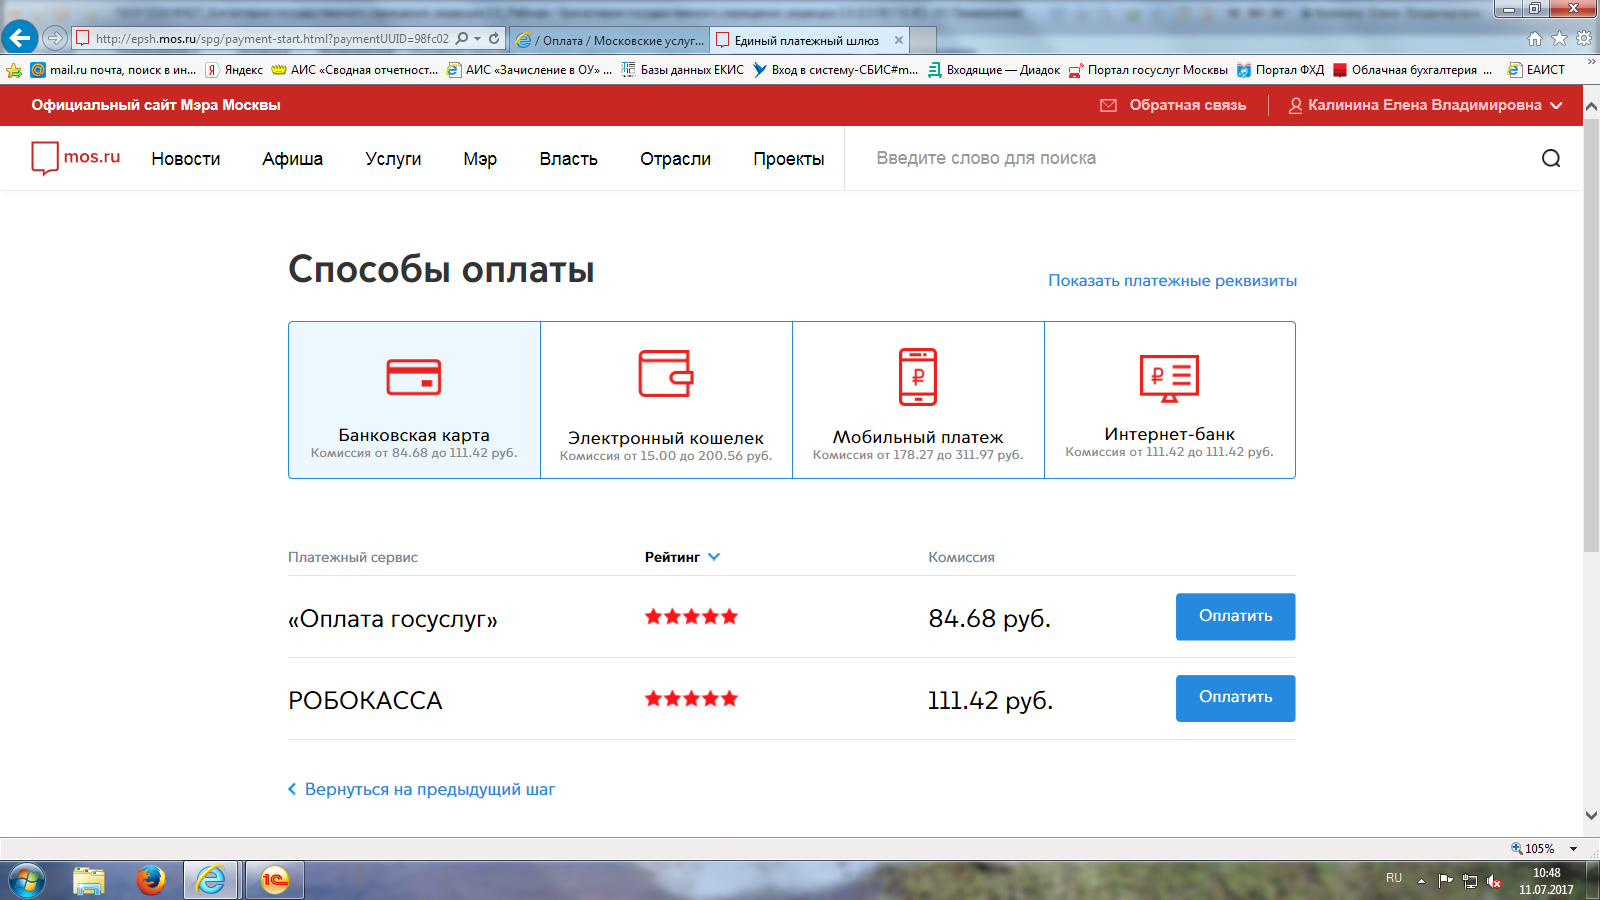 http://epsh.mos.ru/spg/payment-start.html?paymentUUID=98fc02
/ Оплата / Московские услуг...
Единый платежный шлюз
mail.ru почта, поиск в ин...
Яндекс
АИС «Сводная отчетност...
АИС «Зачисление в ОУ» ...
Базы данных ЕКИС
Вход в систему-СБИС#m...
Входящие — Диадок
Портал госуслуг Москвы
Портал ФХД
Облачная бухгалтерия ...
ЕАИСТ
Официальный сайт Мэра Москвы
Обратная связь
Калинина Елена Владимировна
mos.ru
Новости
Афиша
Услуги
Мэр
Власть
Отрасли
Проекты
Введите слово для поиска
Способы оплаты
Показать платежные реквизиты
Банковская карта
Комиссия от 84.68 до 111.42 руб.
Электронный кошелек
Комиссия от 15.00 до 200.56 руб.
Мобильный платеж
Комиссия от 178.27 до 311.97 руб.
Интернет-банк
Комиссия от 111.42 до 111.42 руб.
Платежный сервис
Рейтинг
Комиссия
«Оплата госуслуг»
84.68 руб.
Оплатить
РОБОКАССА
111.42 руб.
Оплатить
Вернуться на предыдущий шаг
105%
RU
10:48
11.07.2017